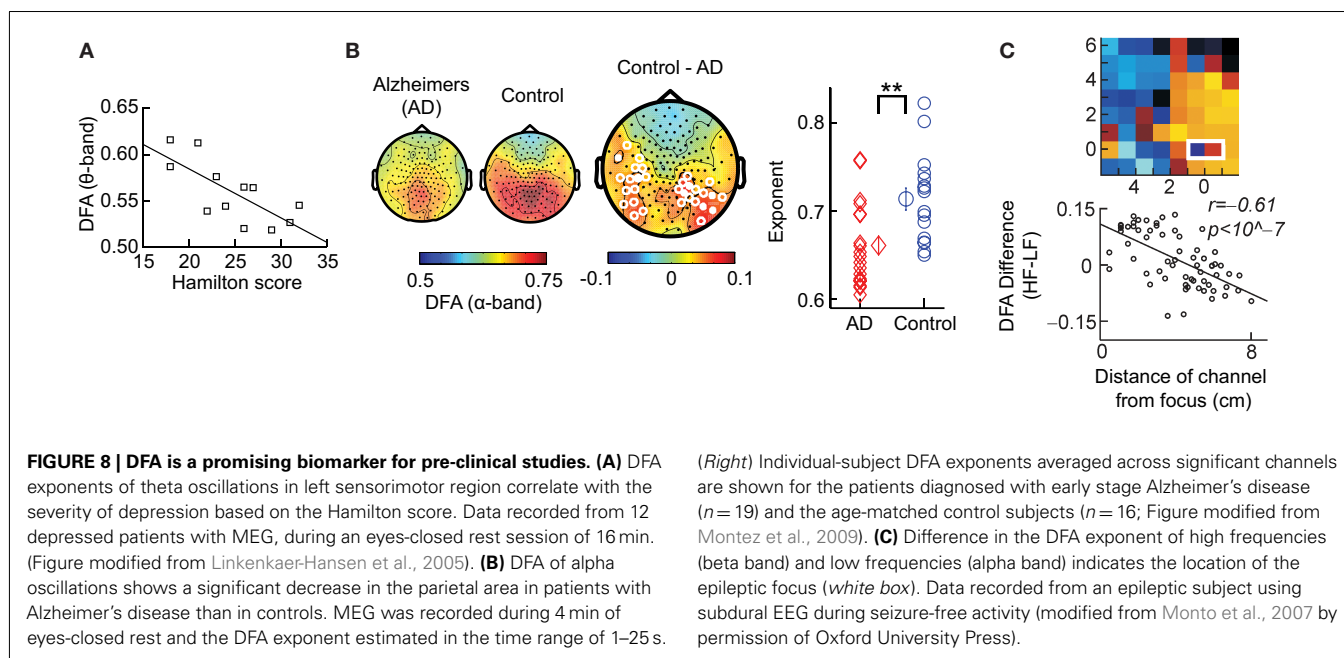 A
DFA (θ-band)
0.65
0.60
0.55
0.50
15 20 25 30 35
Hamilton score
B
Alzheimers
(AD)
Control
Control - AD
0.5 0.75
DFA (α-band)
-0.1 0 0.1
**
Exponent
0.8
0.7
0.6
AD Control
C
6
4
2
0
4 2 0
r=−0.61
p<10^−7
DFA Difference
(HF-LF)
0.15
0
−0.15
0 8
Distance of channel
from focus (cm)
FIGURE 8 | DFA is a promising biomarker for pre-clinical studies. (A) DFA
exponents of theta oscillations in left sensorimotor region correlate with the
severity of depression based on the Hamilton score. Data recorded from 12
depressed patients with MEG, during an eyes-closed rest session of 16 min.
(Figure modified from Linkenkaer-Hansen et al., 2005). (B) DFA of alpha
oscillations shows a significant decrease in the parietal area in patients with
Alzheimer's disease than in controls. MEG was recorded during 4 min of
eyes-closed rest and the DFA exponent estimated in the time range of 1–25 s.
(Right) Individual-subject DFA exponents averaged across significant channels
are shown for the patients diagnosed with early stage Alzheimer's disease
(n = 19) and the age-matched control subjects (n = 16; Figure modified from
Montez et al., 2009). (C) Difference in the DFA exponent of high frequencies
(beta band) and low frequencies (alpha band) indicates the location of the
epileptic focus (white box). Data recorded from an epileptic subject using
subdural EEG during seizure-free activity (modified from Monto et al., 2007 by
permission of Oxford University Press).